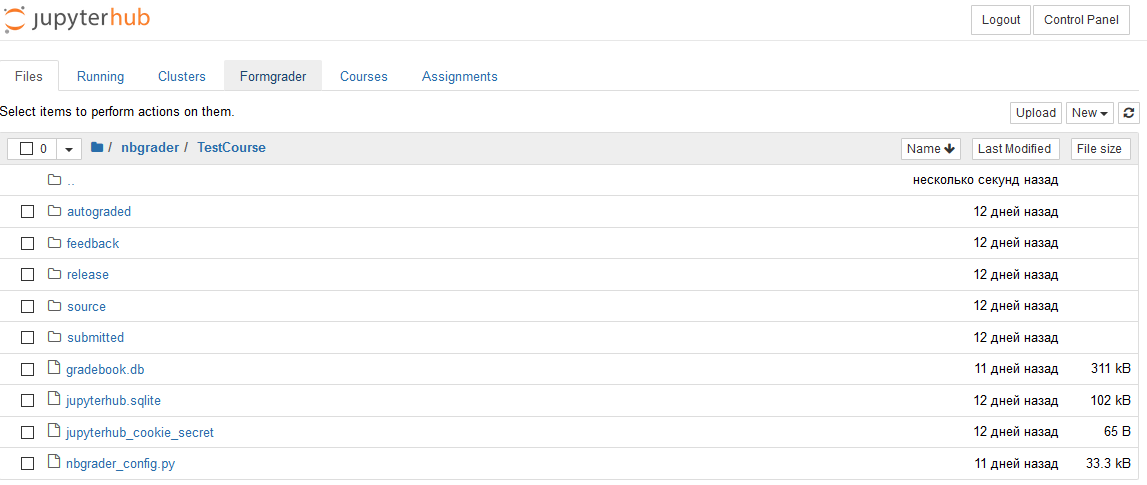 jupyterhub
Logout Control Panel
Files Running Clusters Formgrader Courses Assignments
Select items to perform actions on them.
Upload New
0 / nbgrader / TestCourse Name Last Modified File size
.. несколько секунд назад
autograded 12 дней назад
feedback 12 дней назад
release 12 дней назад
source 12 дней назад
submitted 12 дней назад
gradebook.db 11 дней назад 311 kB
jupyterhub.sqlite 12 дней назад 102 kB
jupyterhub_cookie_secret 12 дней назад 65 B
nbgrader_config.py 11 дней назад 33.3 kB